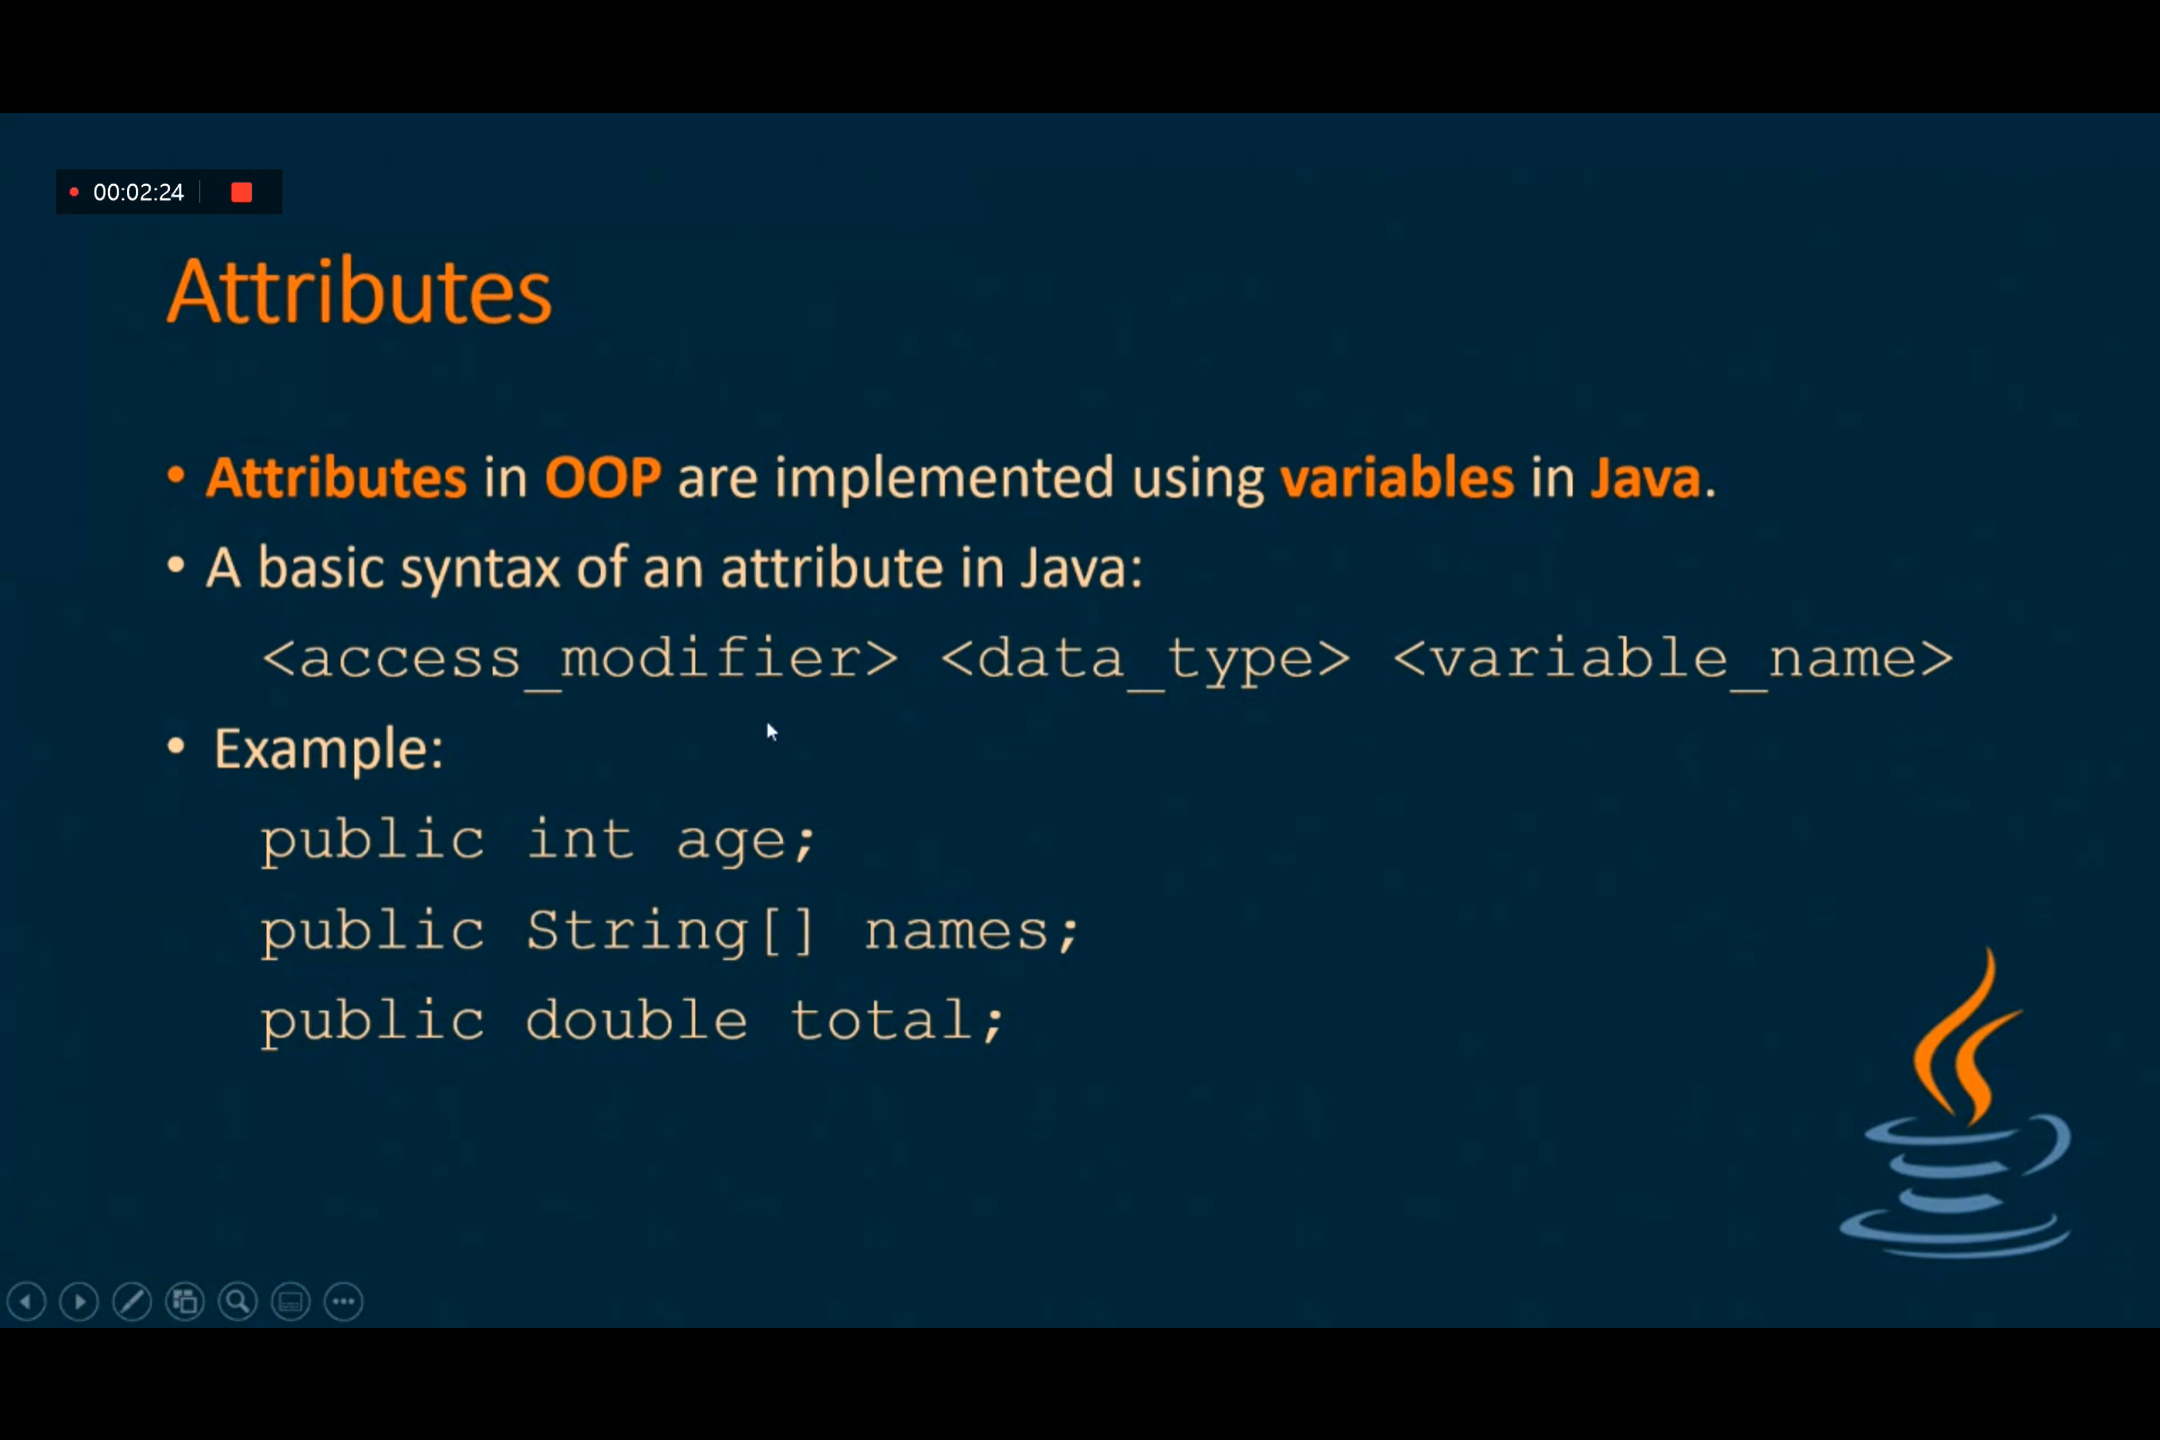 00:02:24
Attributes
• Attributes in OOP are implemented using variables in Java.
• A basic syntax of an attribute in Java:
<access_modifier> <data_type> <variable_name>
• Example:
public int age;
public String[] names;
public double total;